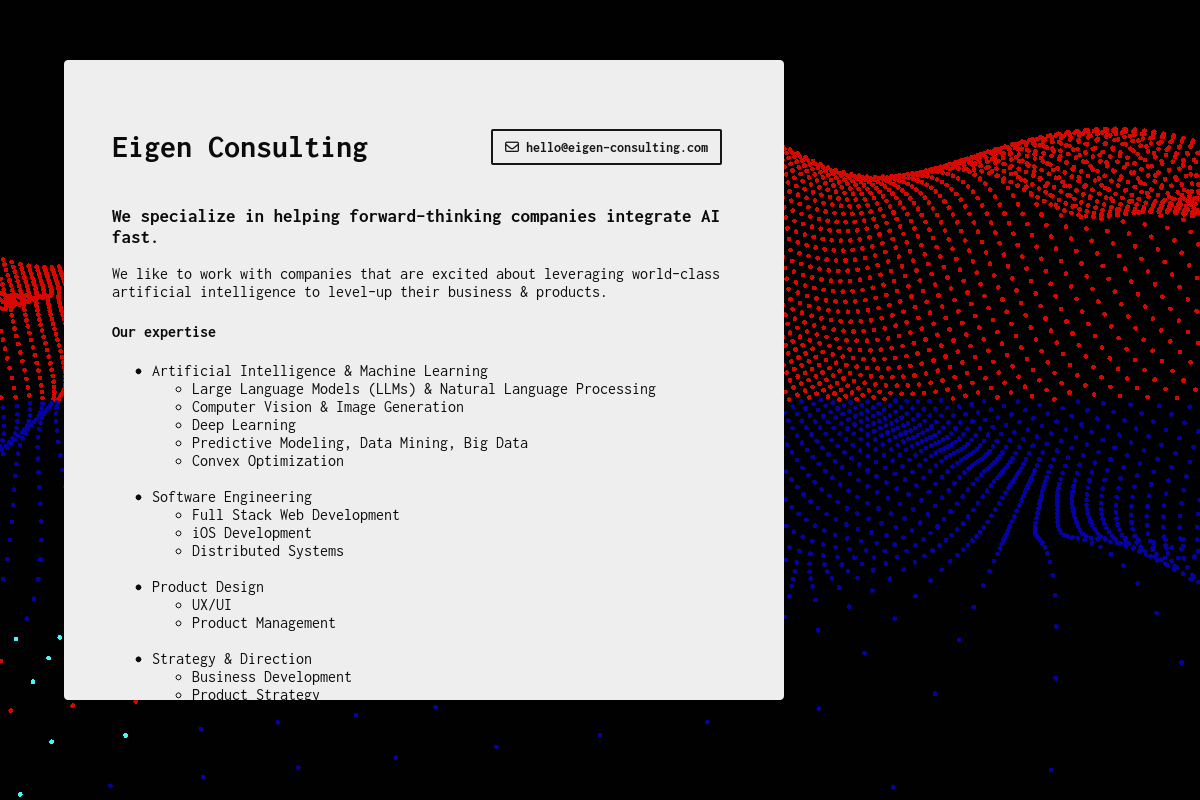 Eigen Consulting
hello@eigen-consulting.com
We specialize in helping forward-thinking companies integrate AI
fast.
We like to work with companies that are excited about leveraging world-class
artificial intelligence to level-up their business & products.
Our expertise
Artificial Intelligence & Machine Learning
Large Language Models (LLMs) & Natural Language Processing
Computer Vision & Image Generation
Deep Learning
Predictive Modeling, Data Mining, Big Data
Convex Optimization
Software Engineering
Full Stack Web Development
iOS Development
Distributed Systems
Product Design
UX/UI
Product Management
Strategy & Direction
Business Development
Product Strategy